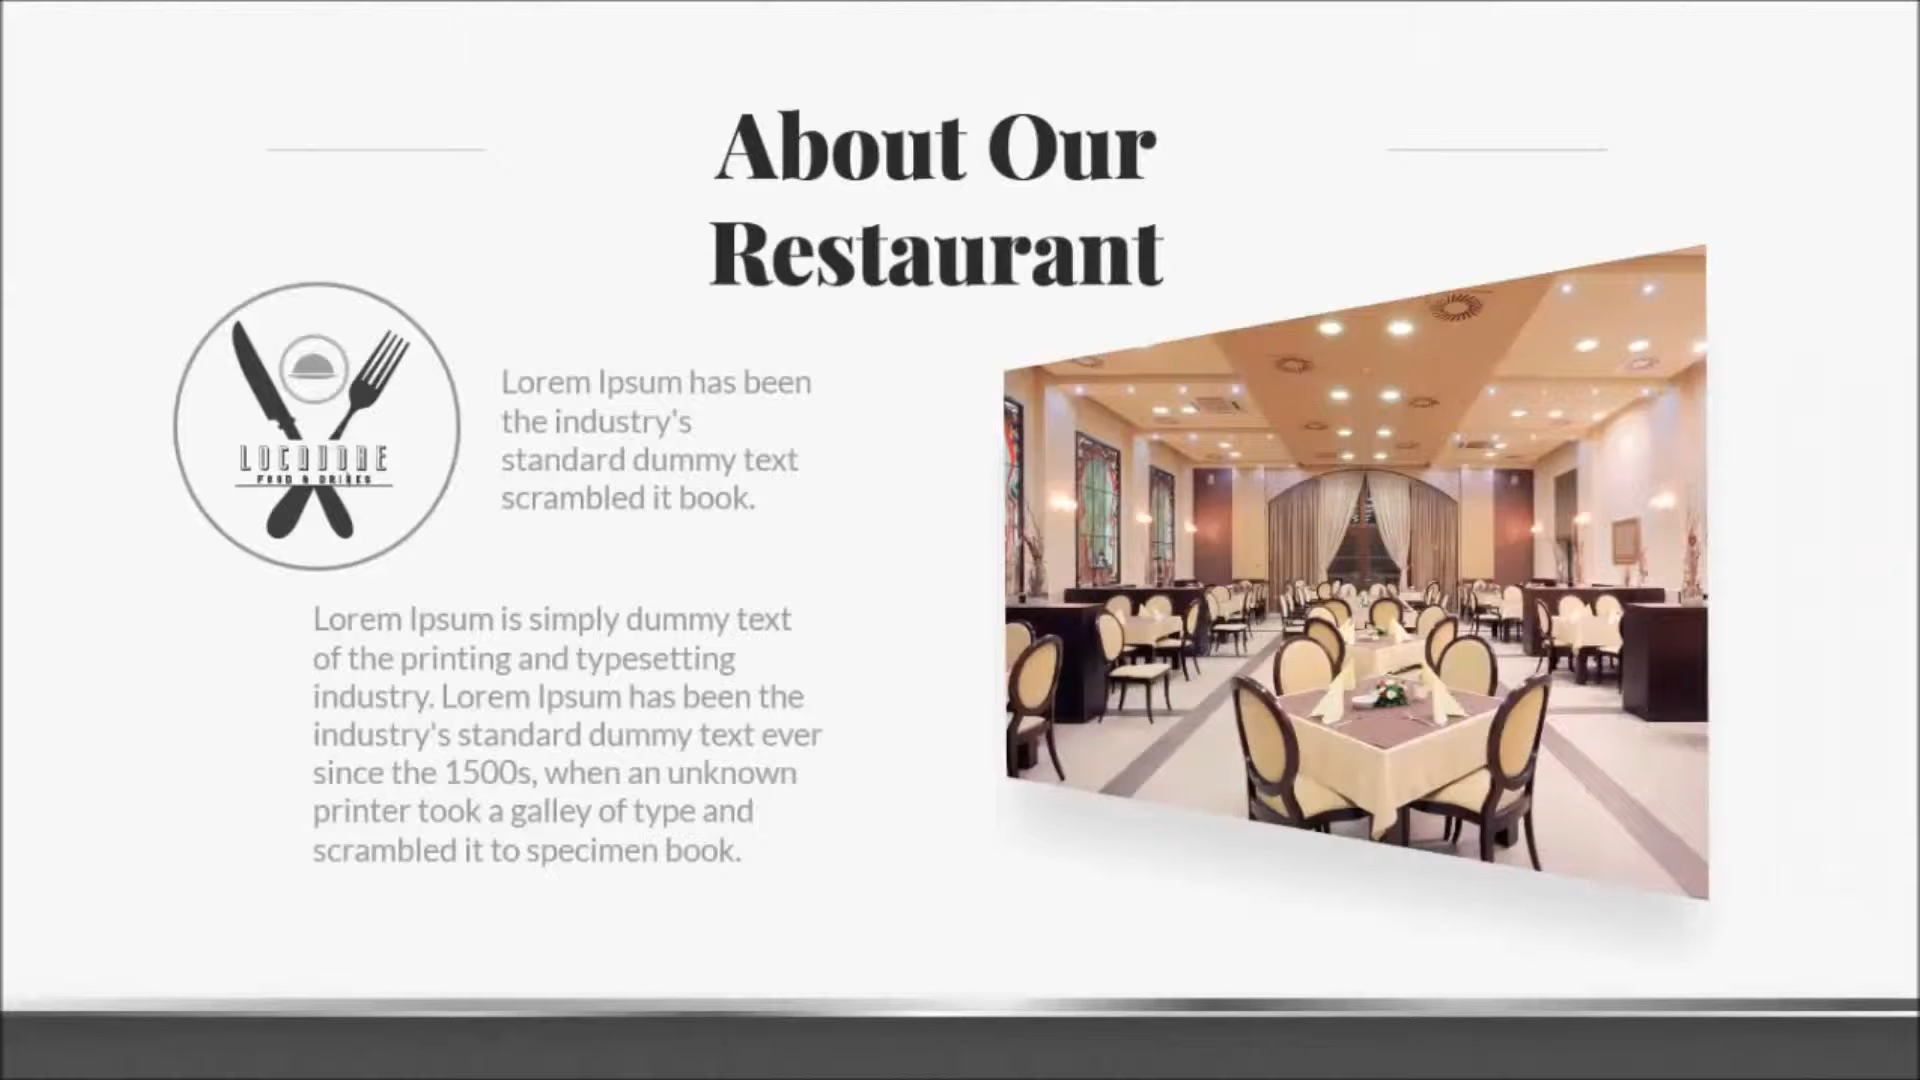 About Our
Restaurant
Lorem Ipsum has been
the industry's
standard dummy text
scrambled it book.
FOOD & DRINKS
Lorem Ipsum is simply dummy text
of the printing and typesetting
industry. Lorem Ipsum has been the
industry's standard dummy text ever
since the 1500s, when an unknown
printer took a galley of type and
scrambled it to specimen book.